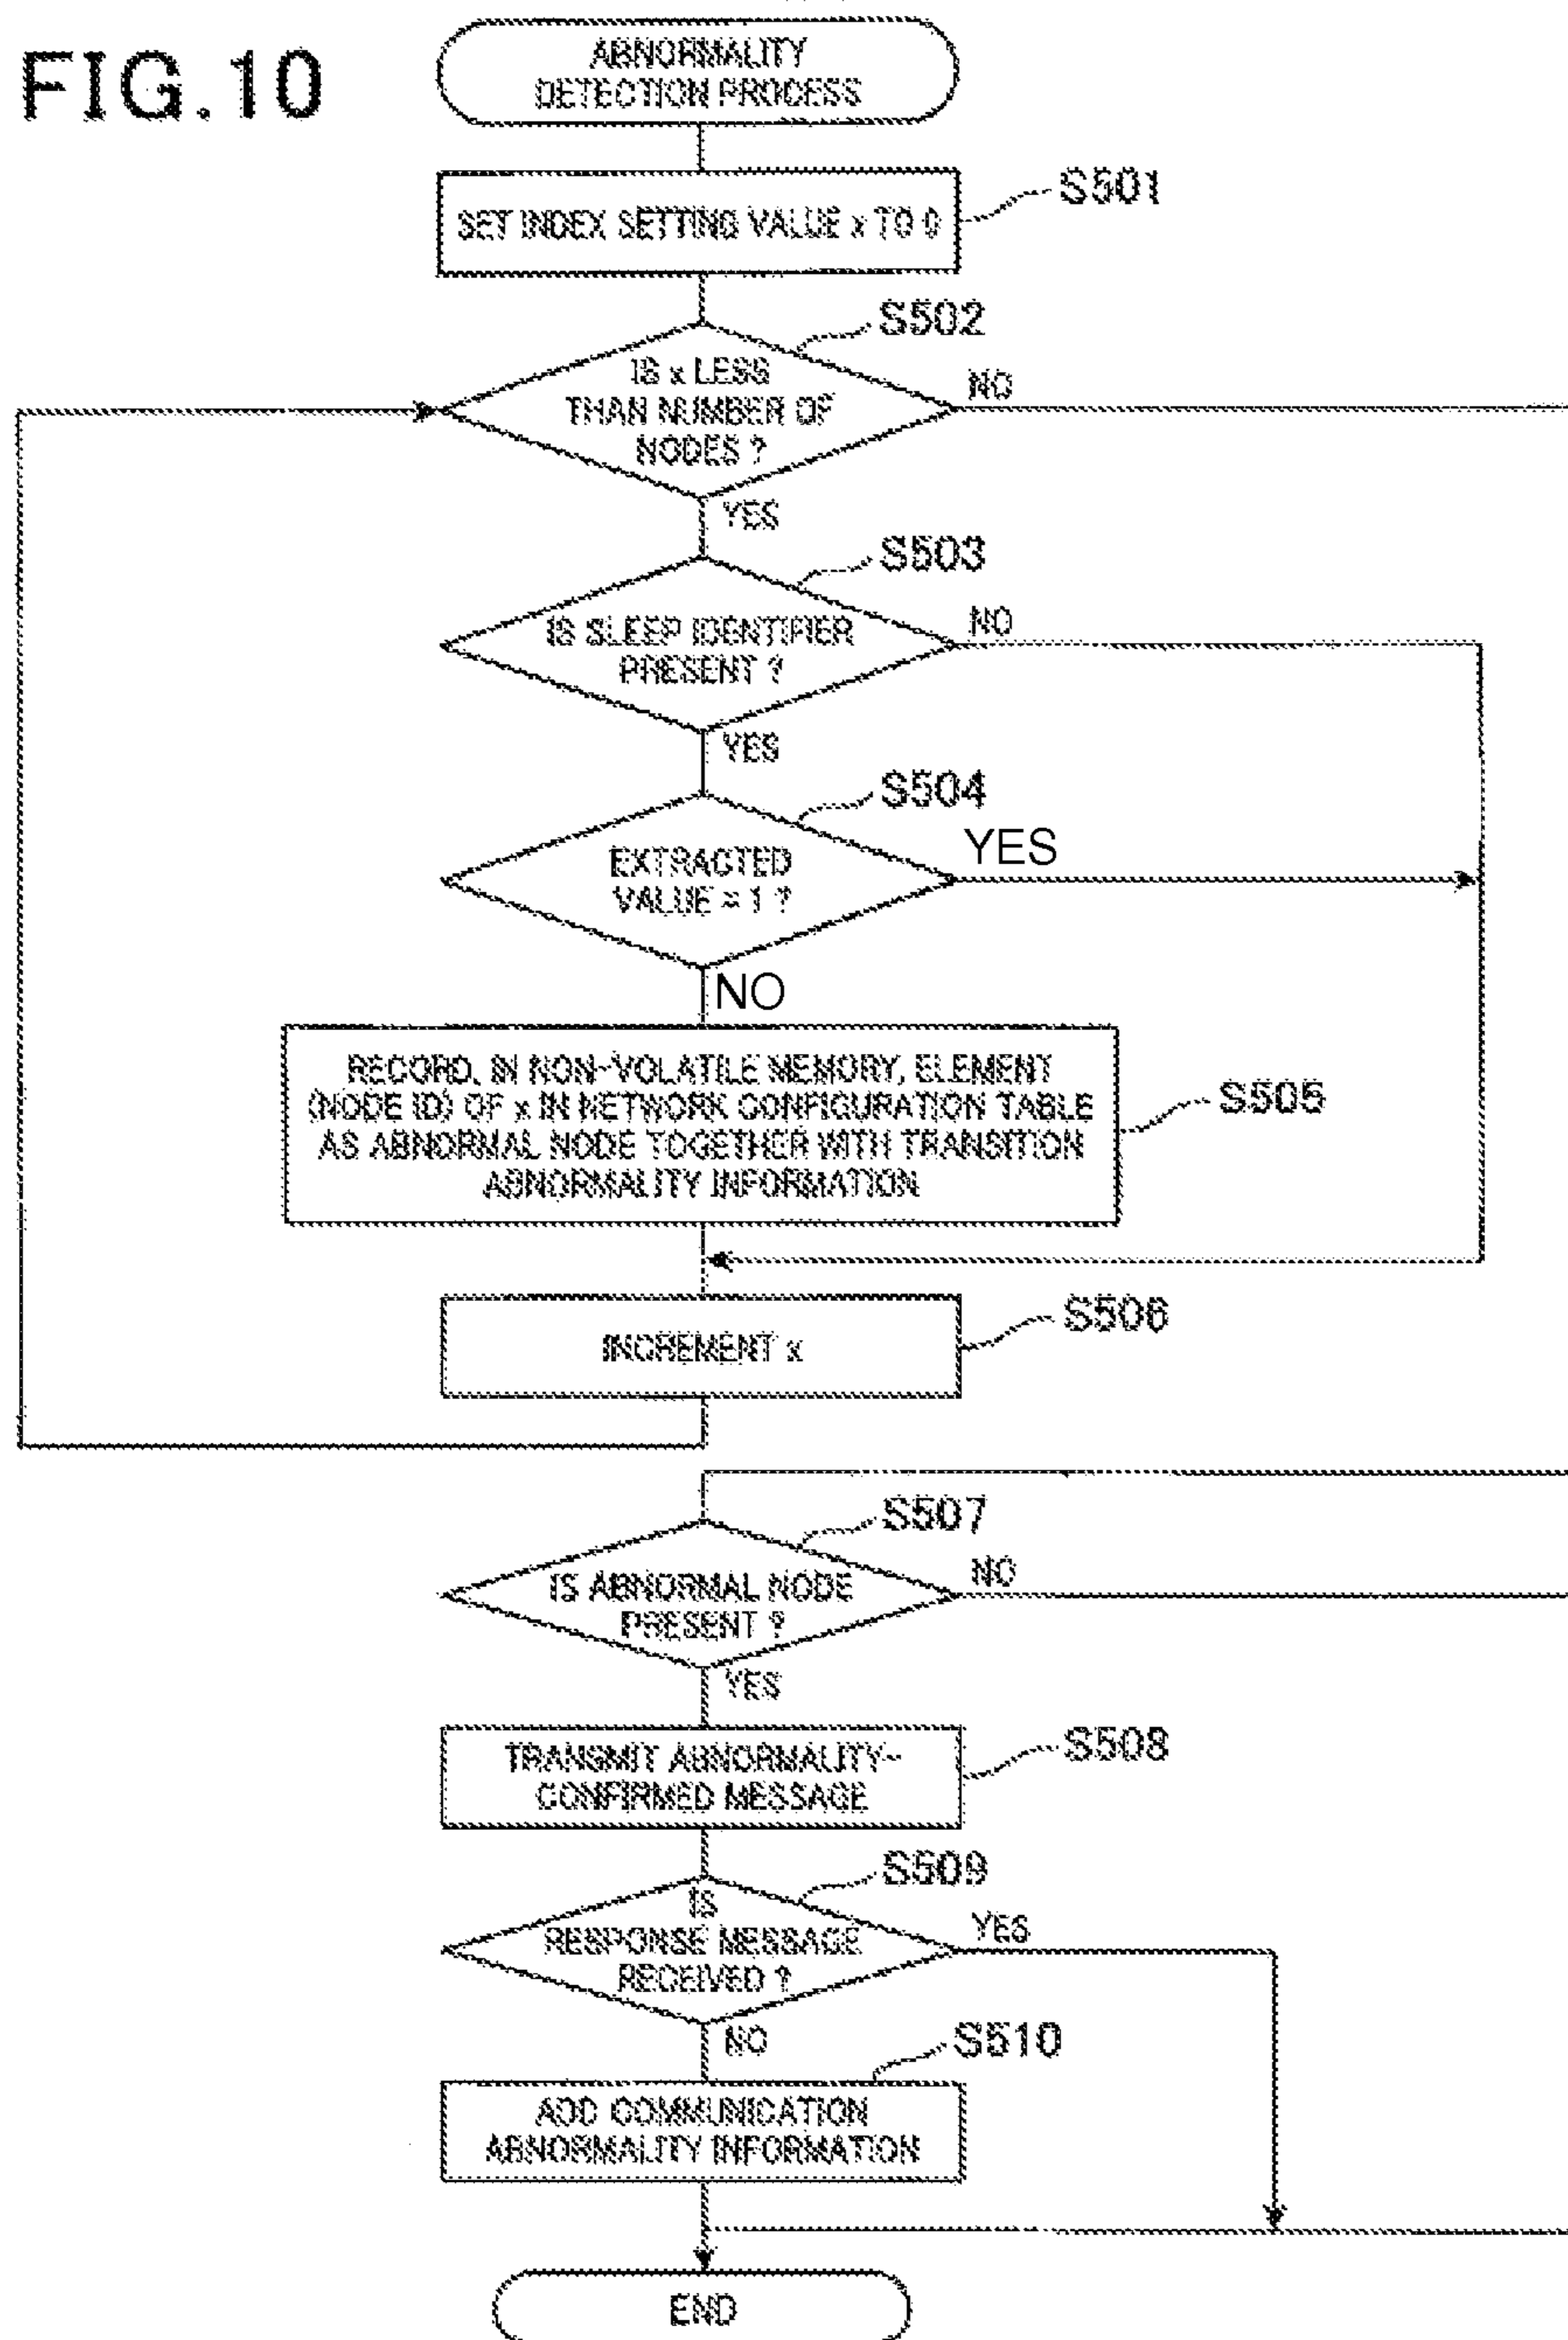 FIG.10
ABNORMALITY
DETECTION PROCESS
SET INDEX SETTING VALUE x TO 0
S501
S502
IS x LESS
THAN NUMBER OF
NODES ?
NO
YES
S503
IS SLEEP IDENTIFIER
PRESENT ?
NO
YES
S504
EXTRACTED
VALUE = 1 ?
YES
NO
RECORD, IN NON-VOLATILE MEMORY, ELEMENT
(NODE ID) OF x IN NETWORK CONFIGURATION TABLE
AS ABNORMAL NODE TOGETHER WITH TRANSITION
ABNORMALITY INFORMATION
S505
INCREMENT x
S506
S507
IS ABNORMAL NODE
PRESENT ?
NO
YES
TRANSMIT ABNORMALITY-
CONFIRMED MESSAGE
S508
S509
IS
RESPONSE MESSAGE
RECEIVED ?
YES
NO
S510
ADD COMMUNICATION
ABNORMALITY INFORMATION
END